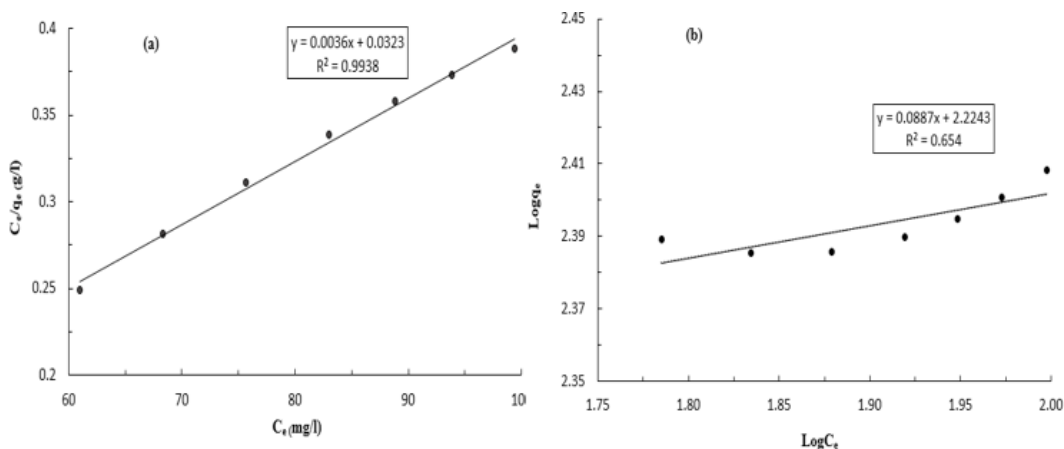 (a)
y = 0.0036x + 0.0323
R² = 0.9938
0.4
0.35
0.3
0.25
0.2
Cₑ/qₑ (g/l)
60
70
80
90
10
Cₑ (mg/l)
(b)
y = 0.0887x + 2.2243
R² = 0.654
2.45
2.43
2.41
2.39
2.37
2.35
Logqₑ
1.75
1.80
1.85
1.90
1.95
2.00
LogCₑ